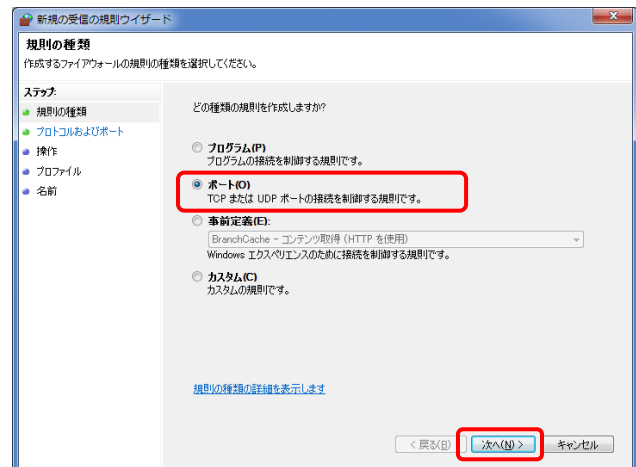 新規の受信の規則ウィザード
規則の種類
作成するファイアウォールの規則の種類を選択してください。
ステップ:
規則の種類
プロトコルおよびポート
操作
プロファイル
名前
どの種類の規則を作成しますか?
プログラム(P)
プログラムの接続を制御する規則です。
ポート(O)
TCP または UDP ポートの接続を制御する規則です。
事前定義(E):
BranchCache - コンテンツ取得 (HTTP を使用)
Windows エクスペリエンスのために接続を制御する規則です。
カスタム(C)
カスタムの規則です。
規則の種類の詳細を表示します
< 戻る(B)
次へ(N) >
キャンセル